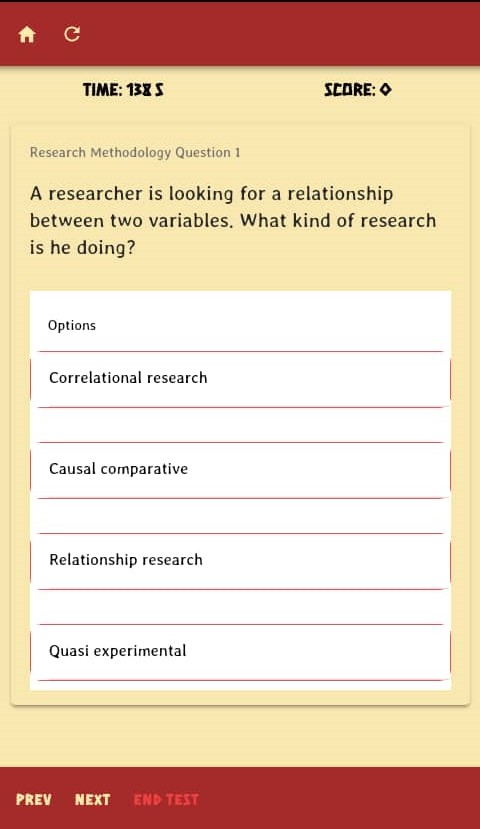 TIME: 138 S SCORE: 0
Research Methodology Question 1
A researcher is looking for a relationship
between two variables. What kind of research
is he doing?
Options
Correlational research
Causal comparative
Relationship research
Quasi experimental
PREV NEXT END TEST